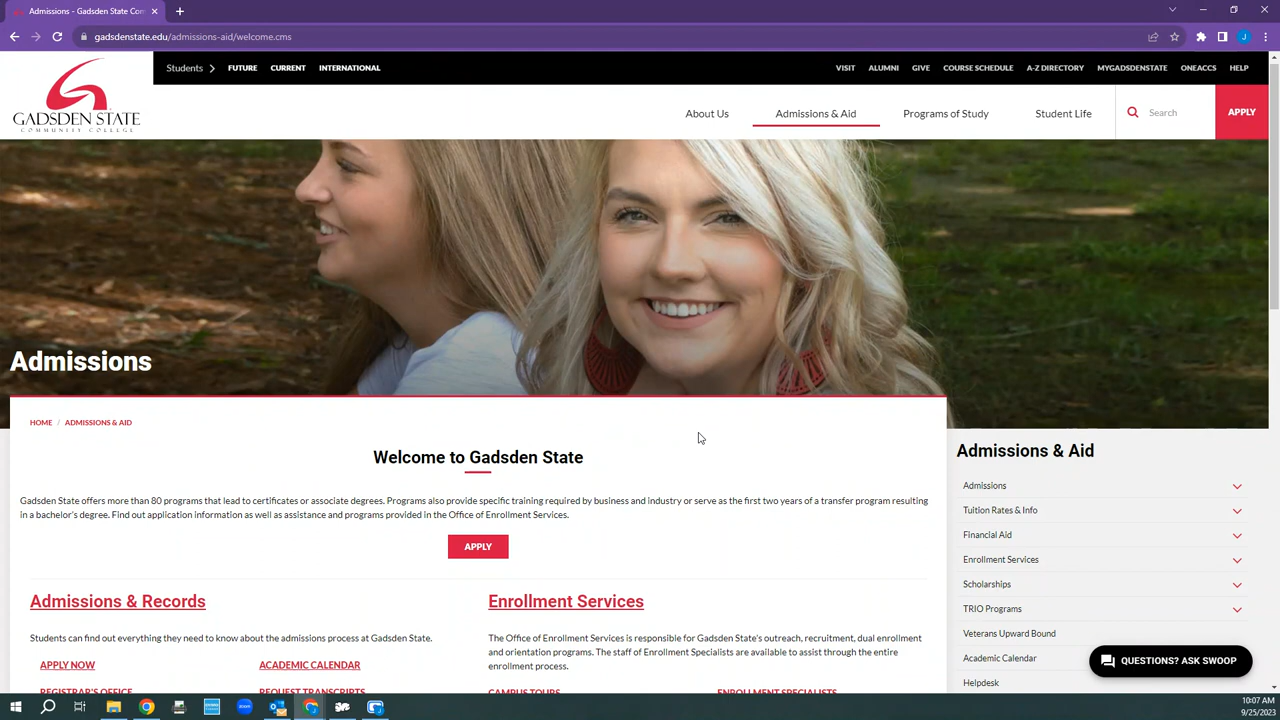 Admissions - Gadsden State Com
gadsdenstate.edu/admissions-aid/welcome.cms
J
Students FUTURE CURRENT INTERNATIONAL VISIT ALUMNI GIVE COURSE SCHEDULE A-Z DIRECTORY MYGADSDENSTATE ONEACCS HELP
GADSDEN STATE
COMMUNITY COLLEGE
About Us Admissions & Aid Programs of Study Student Life Search APPLY
Admissions
HOME / ADMISSIONS & AID
Welcome to Gadsden State
Gadsden State offers more than 80 programs that lead to certificates or associate degrees. Programs also provide specific training required by business and industry or serve as the first two years of a transfer program resulting
in a bachelor's degree. Find out application information as well as assistance and programs provided in the Office of Enrollment Services.
APPLY
Admissions & Records
Students can find out everything they need to know about the admissions process at Gadsden State.
APPLY NOW ACADEMIC CALENDAR
REGISTRAR'S OFFICE REQUEST TRANSCRIPTS
Enrollment Services
The Office of Enrollment Services is responsible for Gadsden State's outreach, recruitment, dual enrollment
and orientation programs. The staff of Enrollment Specialists are available to assist through the entire
enrollment process.
CAMPUS TOURS ENROLLMENT SPECIALISTS
Admissions & Aid
Admissions
Tuition Rates & Info
Financial Aid
Enrollment Services
Scholarships
TRIO Programs
Veterans Upward Bound
Academic Calendar
Helpdesk
QUESTIONS? ASK SWOOP
10:07 AM
9/25/2023